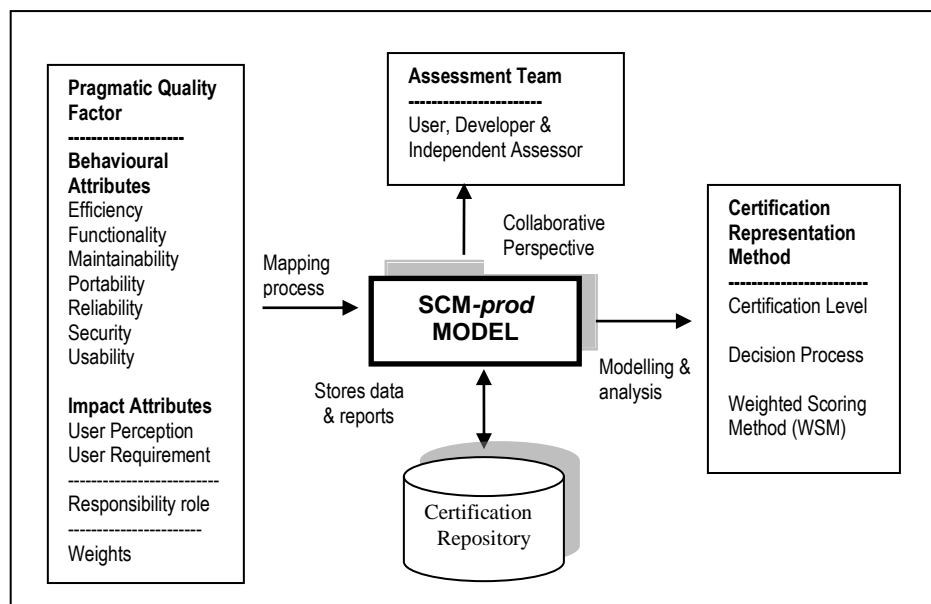 Pragmatic Quality
Factor
--------------------
Behavioural
Attributes
Efficiency
Functionality
Maintainability
Portability
Reliability
Security
Usability
Impact Attributes
User Perception
User Requirement
--------------------------
Responsibility role
-----------------------
Weights
Mapping
process
Assessment Team
-----------------------
User, Developer &
Independent Assessor
Collaborative
Perspective
SCM-prod
MODEL
Stores data
& reports
Modelling &
analysis
Certification
Repository
Certification
Representation
Method
------------------------
Certification Level
Decision Process
Weighted Scoring
Method (WSM)